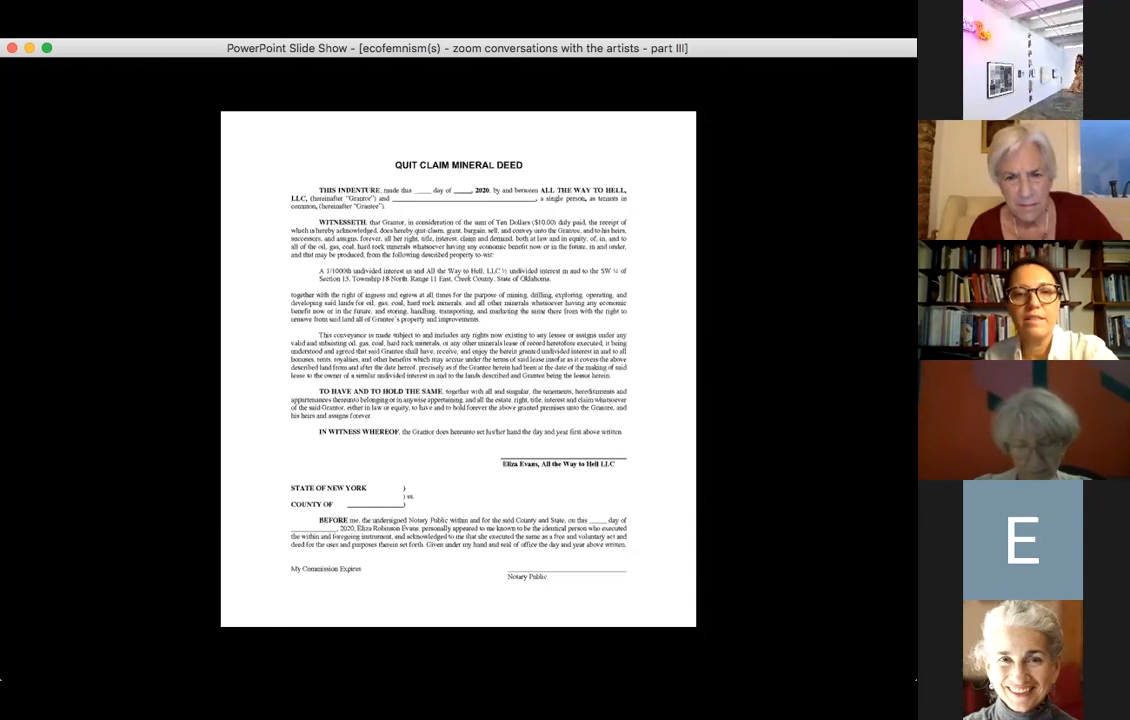 PowerPoint Slide Show - [ecofemnism(s) - zoom conversations with the artists - part III]
QUIT CLAIM MINERAL DEED
THIS INDENTURE, made this _____ day of _____, 2020, by and between ALL THE WAY TO HELL,
LLC, (hereinafter "Grantor") and ____________________, a single person, as tenants in
common, (hereinafter "Grantee").
WITNESSETH, that Grantor, in consideration of the sum of Ten Dollars ($10.00) duly paid, the receipt of
which is hereby acknowledged, does hereby quit claim, grant, bargain, sell, and convey unto the Grantee, and to his heirs,
successors, and assigns, forever, all her right, title, interest, claim and demand, both at law and in equity, of, in, and to
all of the oil, gas, coal, hard rock minerals whatsoever having any economic benefit now or in the future, in and under,
and that may be produced, from the following described property to-wit:
A 1/1000th undivided interest in and All the Way to Hell, LLC ½ undivided interest in and to the SW ¼ of
Section 13, Township 18 North, Range 11 East, Creek County, State of Oklahoma.
together with the right of ingress and egress at all times for the purpose of mining, drilling, exploring, operating, and
developing said lands for oil, gas, coal, hard rock minerals, and all other minerals whatsoever having any economic
benefit now or in the future, and storing, handling, transporting, and marketing the same there from with the right to
remove from said land all of Grantee's property and improvements.
This conveyance is made subject to and includes any rights now existing to any lessee or assigns under any
valid and subsisting oil, gas, coal, hard rock minerals, or any other minerals lease of record heretofore executed; it being
understood and agreed that said Grantee shall have, receive, and enjoy the herein granted undivided interest in and to all
bonuses, rents, royalties, and other benefits which may accrue under the terms of said lease insofar as it covers the above
described land from and after the date hereof, precisely as if the Grantee herein had been at the date of the making of said
lease to the owner of a similar undivided interest in and to the lands described and Grantee being the lessor herein.
TO HAVE AND TO HOLD THE SAME, together with all and singular, the tenements, hereditaments and
appurtenances thereunto belonging or in anywise appertaining, and all the estate, right, title, interest and claim whatsoever
of the said Grantor, either in law or equity, to have and to hold forever the above granted premises unto the Grantee, and
his heirs and assigns forever.
IN WITNESS WHEREOF, the Grantor does hereunto set his/her hand the day and year first above written.
Eliza Evans, All the Way to Hell LLC
STATE OF NEW YORK )
) ss.
COUNTY OF __________)
BEFORE me, the undersigned Notary Public within and for the said County and State, on this _____ day of
__________, 2020, Eliza Robinson Evans, personally appeared to me known to be the identical person who executed
the within and foregoing instrument, and acknowledged to me that she executed the same as a free and voluntary act and
deed for the uses and purposes therein set forth. Given under my hand and seal of office the day and year above written.
My Commission Expires
Notary Public
E